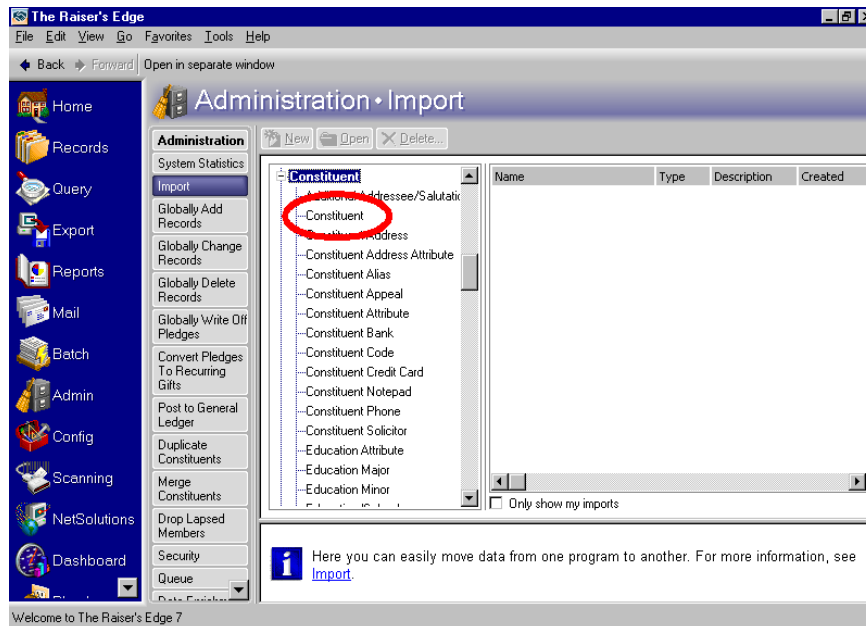 The Raiser's Edge
File Edit View Go Favorites Tools Help
Back Forward Open in separate window
Administration • Import
Home
Records
Query
Export
Reports
Mail
Batch
Admin
Config
Scanning
NetSolutions
Dashboard
Administration
System Statistics
Import
Globally Add
Records
Globally Change
Records
Globally Delete
Records
Globally Write Off
Pledges
Convert Pledges
To Recurring
Gifts
Post to General
Ledger
Duplicate
Constituents
Merge
Constituents
Drop Lapsed
Members
Security
Queue
New Open Delete...
Constituent
Additional Addressee/Salutatic
Constituent
Constituent Address
Constituent Address Attribute
Constituent Alias
Constituent Appeal
Constituent Attribute
Constituent Bank
Constituent Code
Constituent Credit Card
Constituent Notepad
Constituent Phone
Constituent Solicitor
Education Attribute
Education Major
Education Minor
Name Type Description Created
Only show my imports
Here you can easily move data from one program to another. For more information, see
Import.
Welcome to The Raiser's Edge 7